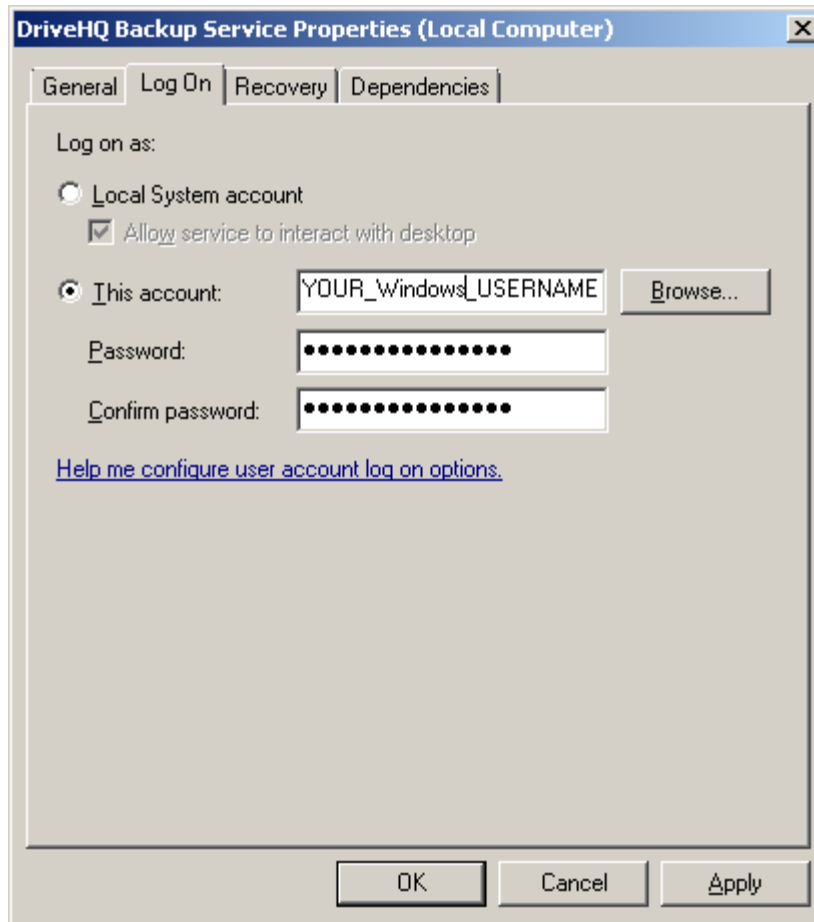 DriveHQ Backup Service Properties (Local Computer)
General Log On Recovery Dependencies
Log on as:
Local System account
Allow service to interact with desktop
This account: YOUR_Windows_USERNAME Browse...
Password: ●●●●●●●●●●●●●●●
Confirm password: ●●●●●●●●●●●●●●●
Help me configure user account log on options.
OK Cancel Apply